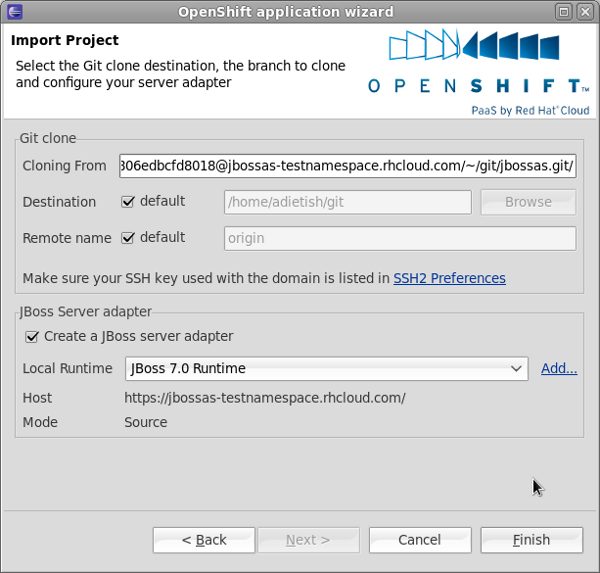 OpenShift application wizard
Import Project
Select the Git clone destination, the branch to clone
and configure your server adapter
OPENSHIFT™
PaaS by Red Hat® Cloud
Git clone
Cloning From 306edbcfd8018@jbossas-testnamespace.rhcloud.com/~/git/jbossas.git/
Destination default /home/adietish/git Browse
Remote name default origin
Make sure your SSH key used with the domain is listed in SSH2 Preferences
JBoss Server adapter
Create a JBoss server adapter
Local Runtime JBoss 7.0 Runtime Add...
Host https://jbossas-testnamespace.rhcloud.com/
Mode Source
< Back Next > Cancel Finish